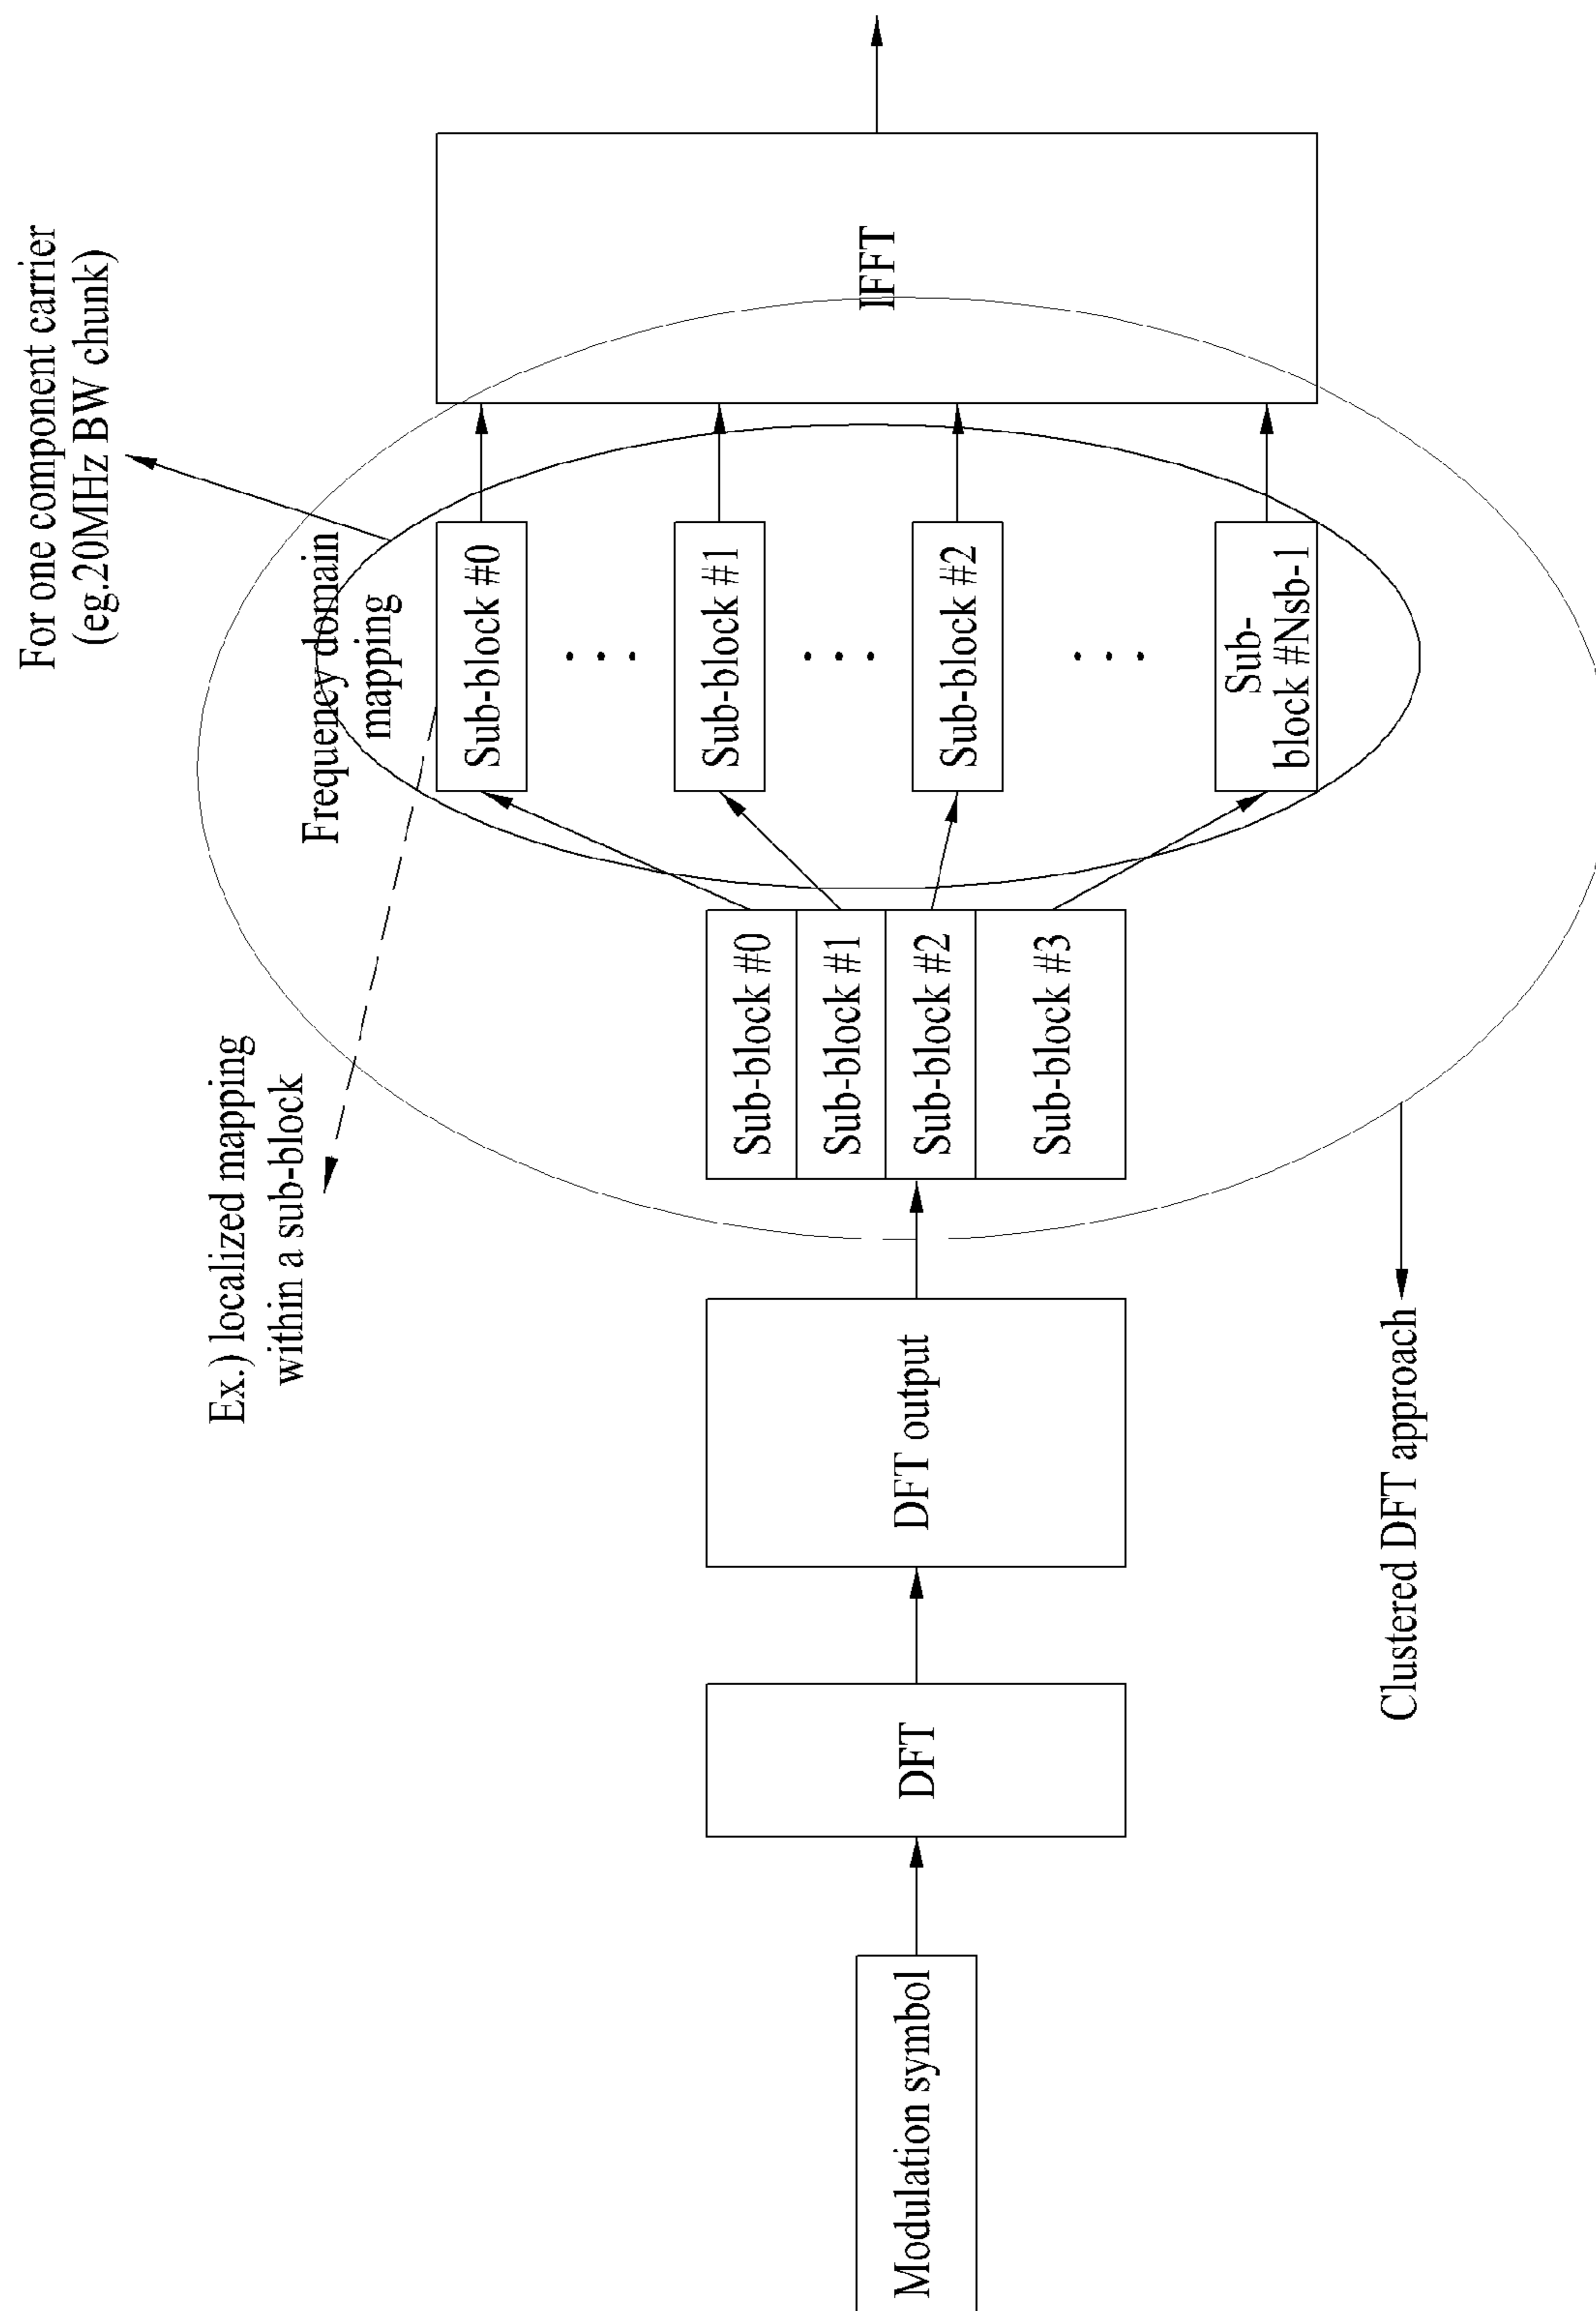 For one component carrier
(eg.20MHz BW chunk)
Ex.) localized mapping
within a sub-block
Frequency domain
mapping
Modulation symbol
DFT
DFT output
Sub-block #0
Sub-block #1
Sub-block #2
Sub-block #3
Sub-block #0
Sub-block #1
Sub-block #2
Sub-
block #Nsb-1
IFFT
Clustered DFT approach